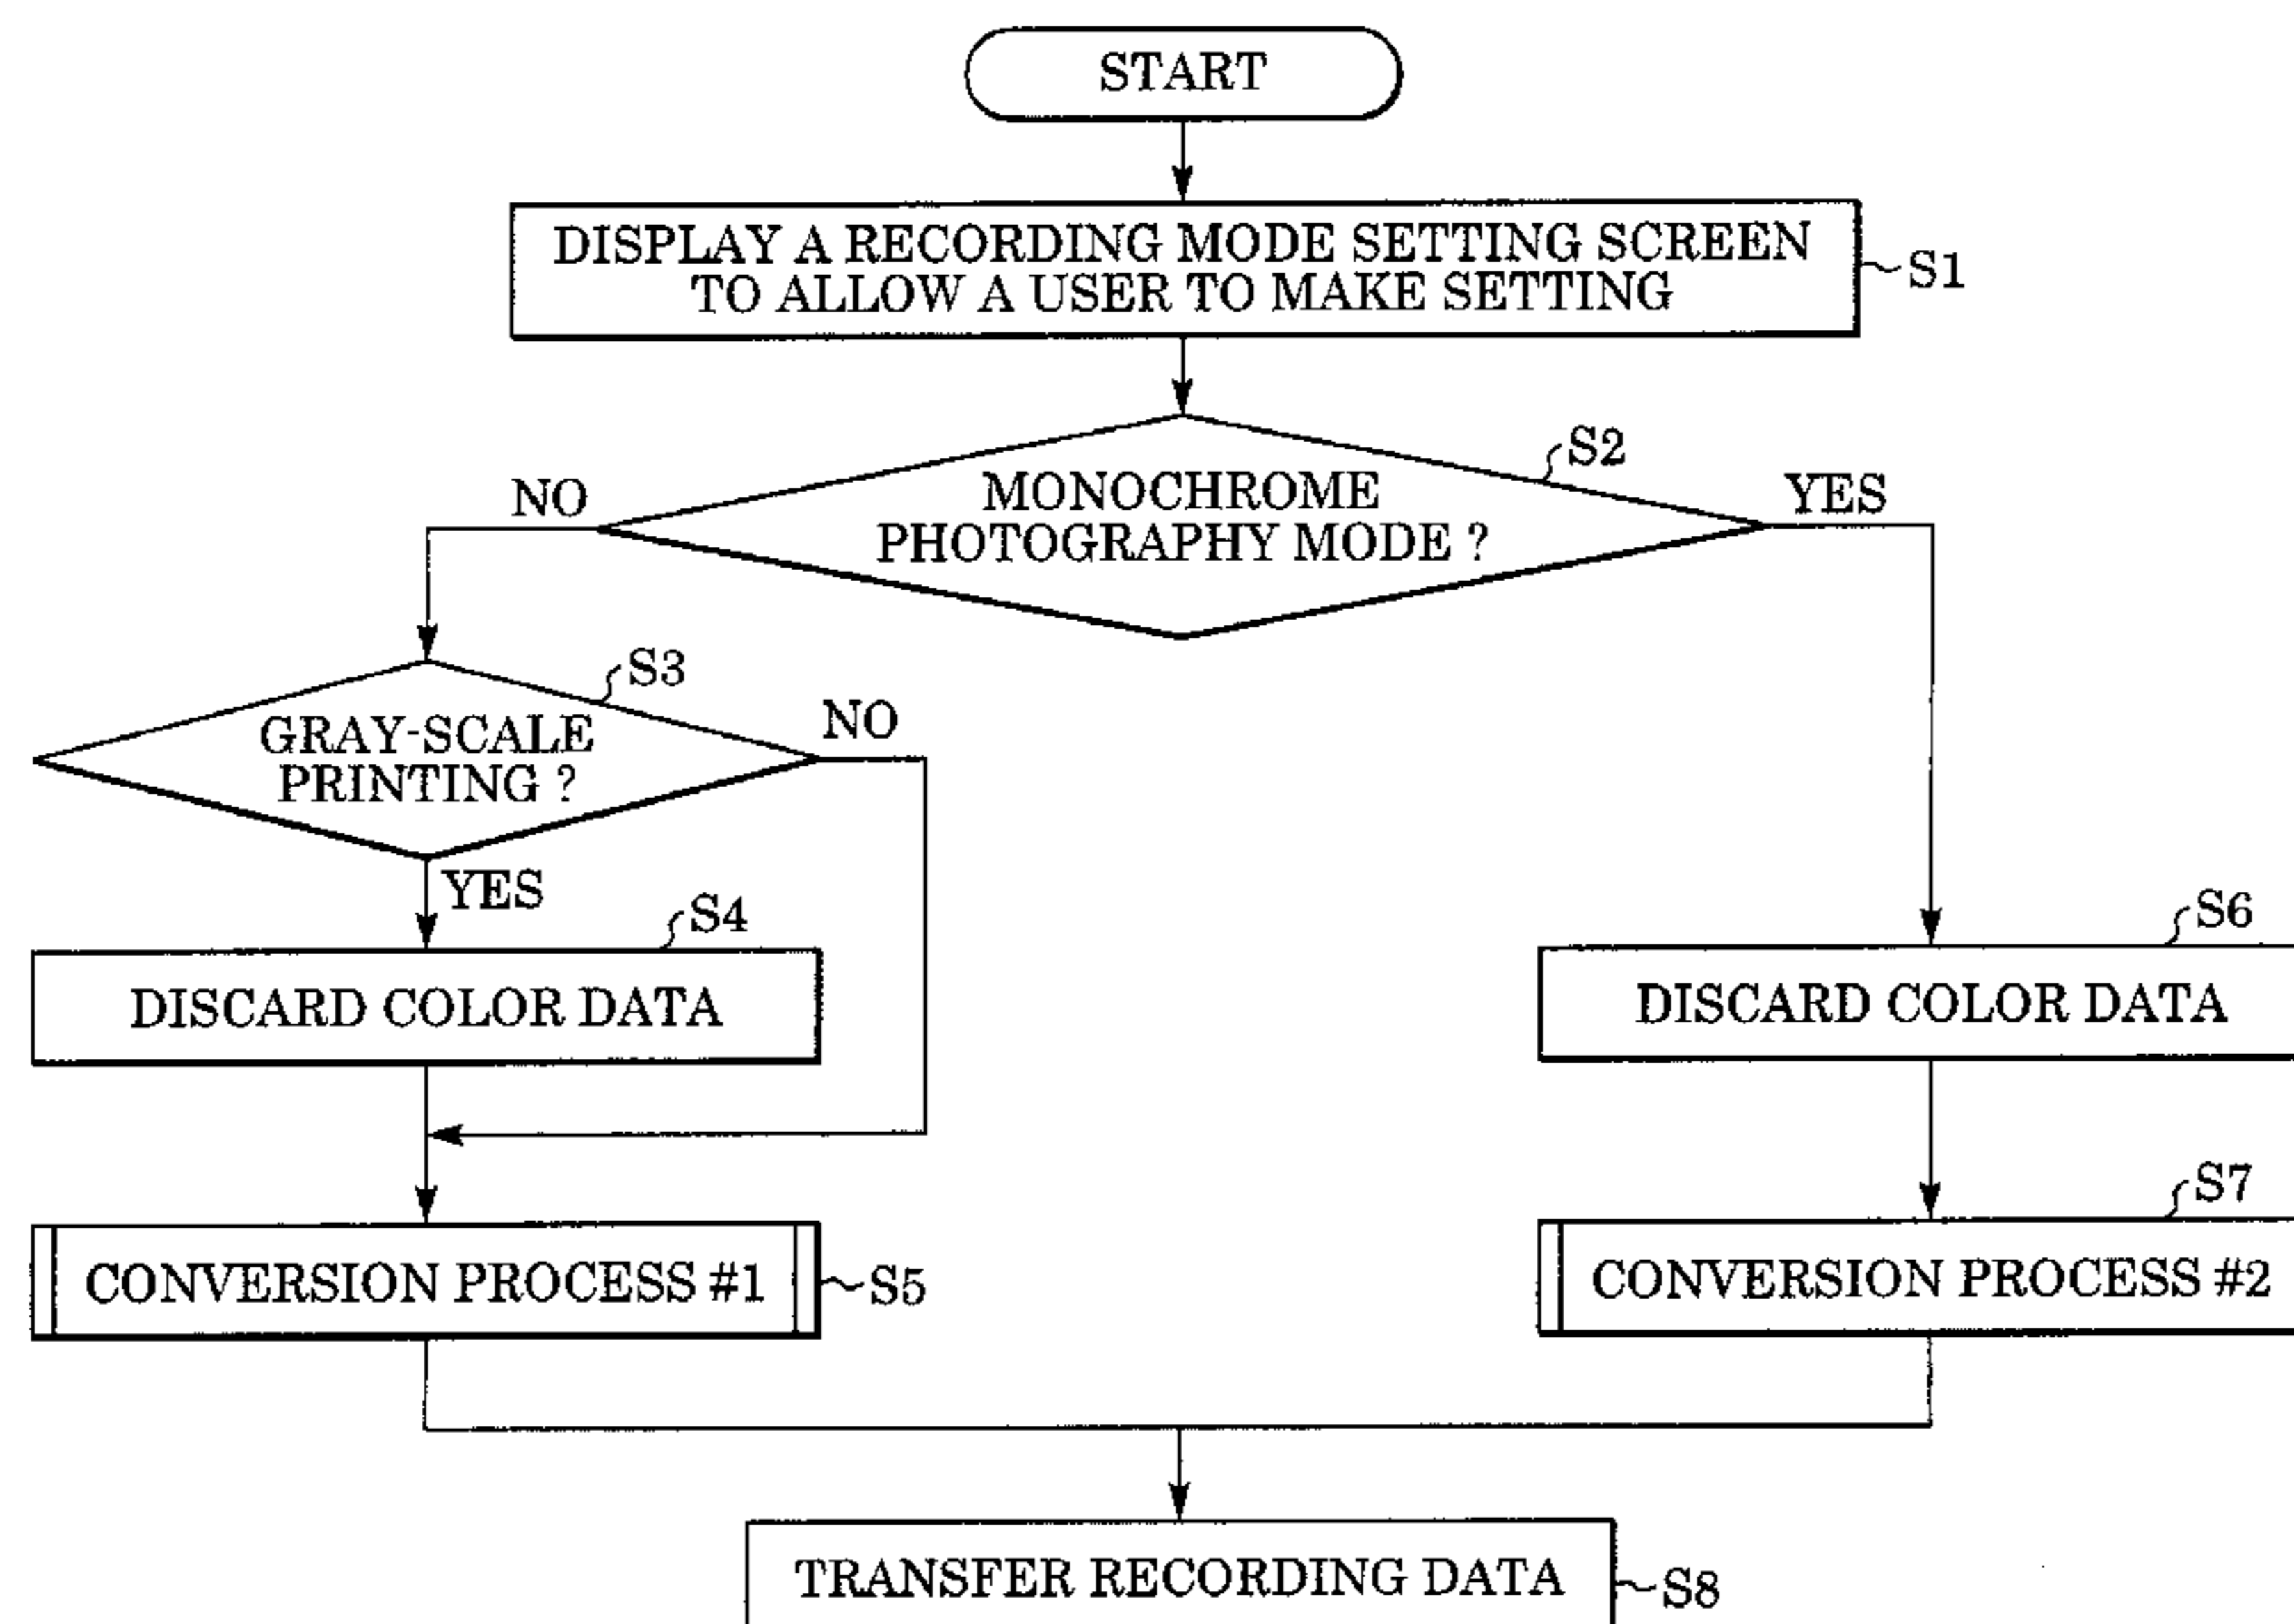 START
DISPLAY A RECORDING MODE SETTING SCREEN
TO ALLOW A USER TO MAKE SETTING
S1
S2
NO
MONOCHROME
PHOTOGRAPHY MODE ?
YES
S3
GRAY-SCALE
PRINTING ?
NO
YES
S4
DISCARD COLOR DATA
S6
DISCARD COLOR DATA
CONVERSION PROCESS #1
S5
S7
CONVERSION PROCESS #2
TRANSFER RECORDING DATA
S8